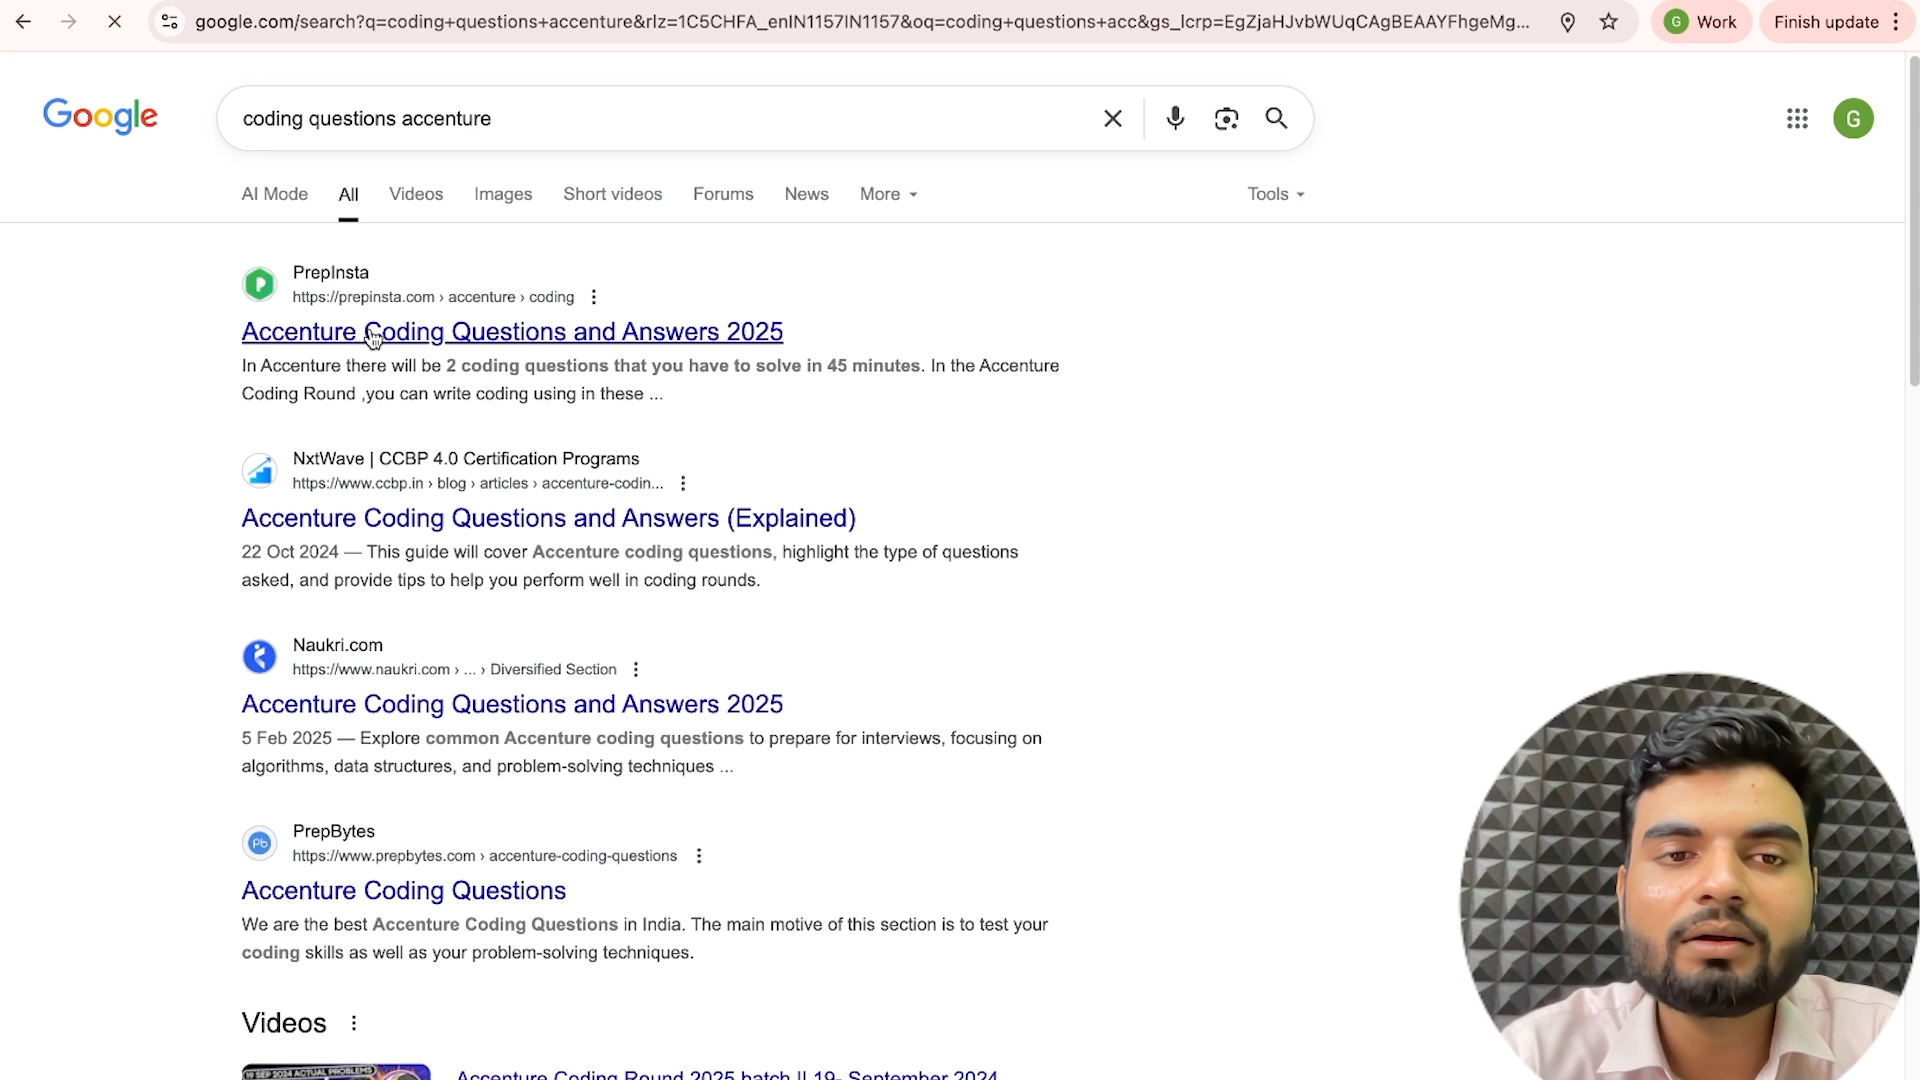 google.com/search?q=coding+questions+accenture&rlz=1C5CHFA_enIN1157IN1157&oq=coding+questions+acc&gs_lcrp=EgZjaHJvbWUqCAgBEAAYFhgeMg...
G Work
Finish update
Google
coding questions accenture
G
AI Mode
All
Videos
Images
Short videos
Forums
News
More
Tools
PrepInsta
https://prepinsta.com › accenture › coding
Accenture Coding Questions and Answers 2025
In Accenture there will be 2 coding questions that you have to solve in 45 minutes. In the Accenture
Coding Round ,you can write coding using in these ...
NxtWave | CCBP 4.0 Certification Programs
https://www.ccbp.in › blog › articles › accenture-codin...
Accenture Coding Questions and Answers (Explained)
22 Oct 2024 — This guide will cover Accenture coding questions, highlight the type of questions
asked, and provide tips to help you perform well in coding rounds.
Naukri.com
https://www.naukri.com › ... › Diversified Section
Accenture Coding Questions and Answers 2025
5 Feb 2025 — Explore common Accenture coding questions to prepare for interviews, focusing on
algorithms, data structures, and problem-solving techniques ...
Pb
PrepBytes
https://www.prepbytes.com › accenture-coding-questions
Accenture Coding Questions
We are the best Accenture Coding Questions in India. The main motive of this section is to test your
coding skills as well as your problem-solving techniques.
Videos
19 SEP 2024 ACTUAL PROBLEMS
Accenture Coding Round 2025 batch || 19- September 2024